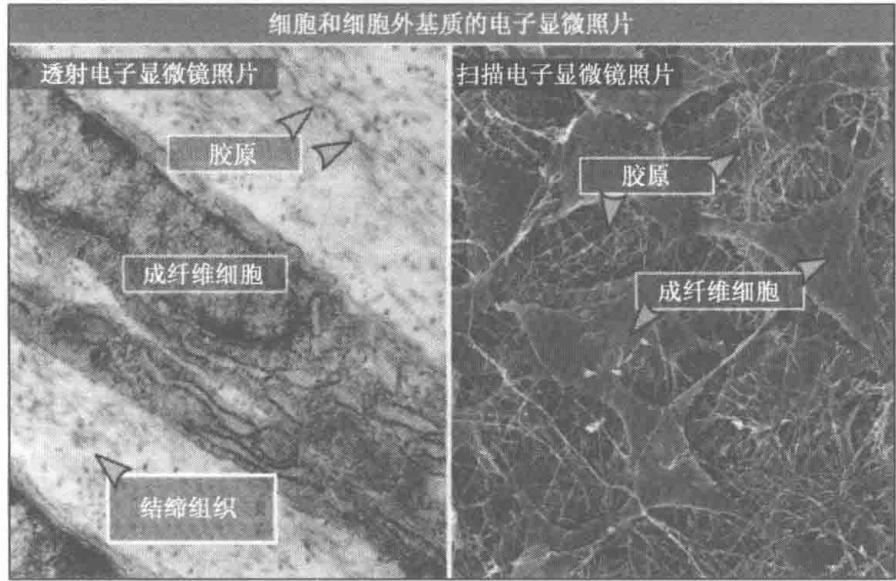 细胞和细胞外基质的电子显微照片
透射电子显微镜照片
胶原
成纤维细胞
结缔组织
扫描电子显微镜照片
胶原
成纤维细胞